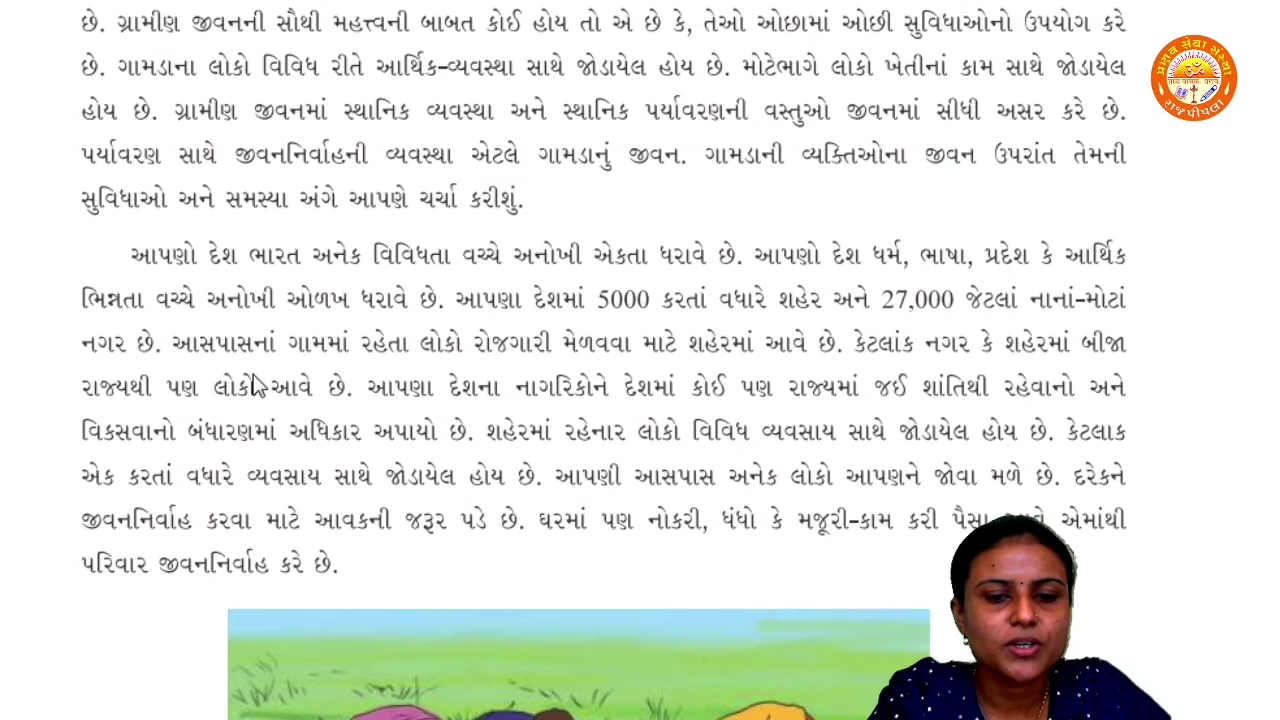 છે. ગ્રામીણ જીવનની સૌથી મહત્ત્વની બાબત કોઈ હોય તો એ છે કે, તેઓ ઓછામાં ઓછી સુવિધાઓનો ઉપયોગ કરે
છે. ગામડાના લોકો વિવિધ રીતે આર્થિક-વ્યવસ્થા સાથે જોડાયેલ હોય છે. મોટેભાગે લોકો ખેતીનાં કામ સાથે જોડાયેલ
હોય છે. ગ્રામીણ જીવનમાં સ્થાનિક વ્યવસ્થા અને સ્થાનિક પર્યાવરણની વસ્તુઓ જીવનમાં સીધી અસર કરે છે.
પર્યાવરણ સાથે જીવનનિર્વાહની વ્યવસ્થા એટલે ગામડાનું જીવન. ગામડાની વ્યક્તિઓના જીવન ઉપરાંત તેમની
સુવિધાઓ અને સમસ્યા અંગે આપણે ચર્ચા કરીશું.
આપણો દેશ ભારત અનેક વિવિધતા વચ્ચે અનોખી એકતા ધરાવે છે. આપણો દેશ ધર્મ, ભાષા, પ્રદેશ કે આર્થિક
ભિન્નતા વચ્ચે અનોખી ઓળખ ધરાવે છે. આપણા દેશમાં 5000 કરતાં વધારે શહેર અને 27,000 જેટલાં નાનાં-મોટાં
નગર છે. આસપાસનાં ગામમાં રહેતા લોકો રોજગારી મેળવવા માટે શહેરમાં આવે છે. કેટલાંક નગર કે શહેરમાં બીજા
રાજ્યથી પણ લોકો આવે છે. આપણા દેશના નાગરિકોને દેશમાં કોઈ પણ રાજ્યમાં જઈ શાંતિથી રહેવાનો અને
વિકસવાનો બંધારણમાં અધિકાર અપાયો છે. શહેરમાં રહેનાર લોકો વિવિધ વ્યવસાય સાથે જોડાયેલ હોય છે. કેટલાક
એક કરતાં વધારે વ્યવસાય સાથે જોડાયેલ હોય છે. આપણી આસપાસ અનેક લોકો આપણને જોવા મળે છે. દરેકને
જીવનનિર્વાહ કરવા માટે આવકની જરૂર પડે છે. ઘરમાં પણ નોકરી, ધંધો કે મજૂરી-કામ કરી પૈસા એમાંથી
પરિવાર જીવનનિર્વાહ કરે છે.
પ્રણવ સેવા સંસ્થા
રાજપીપલા